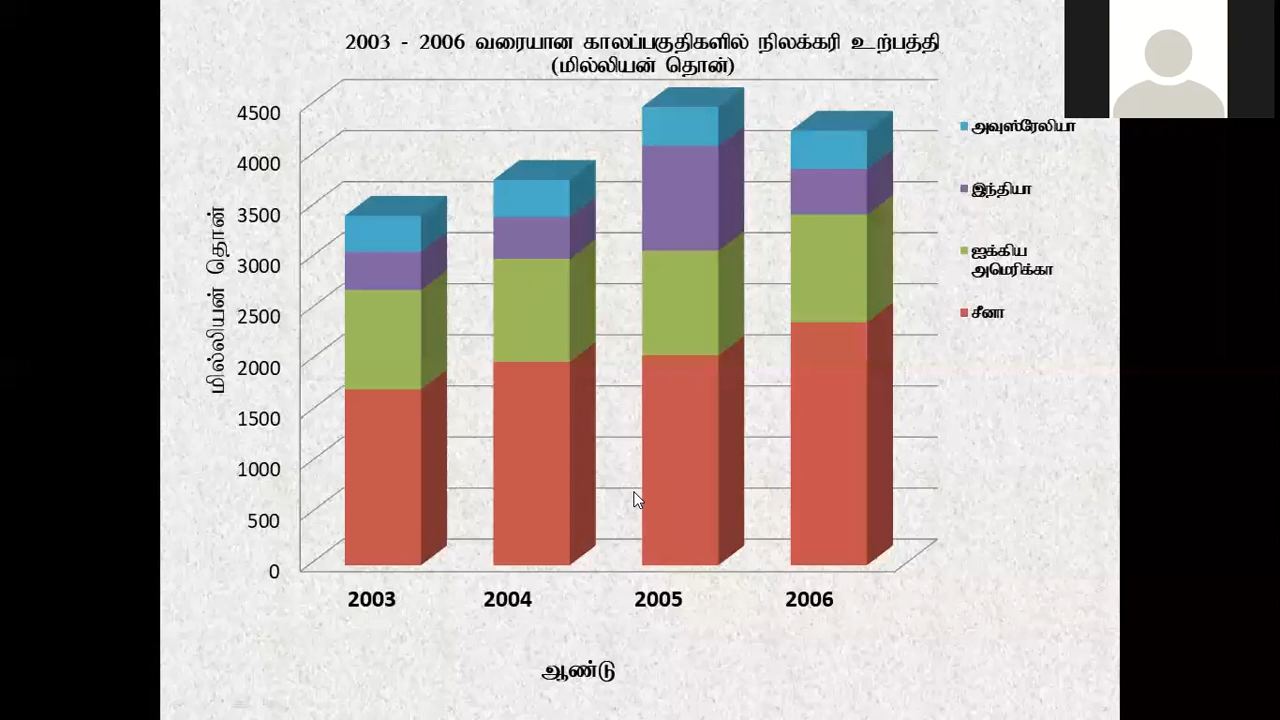 2003 - 2006 வரையான காலப்பகுதிகளில் நிலக்கரி உற்பத்தி
(மில்லியன் தொன்)
4500
4000
3500
3000
2500
2000
1500
1000
500
0
மில்லியன் தொன்
2003 2004 2005 2006
ஆண்டு
அவுஸ்ரேலியா
இந்தியா
ஐக்கிய
அமெரிக்கா
சீனா